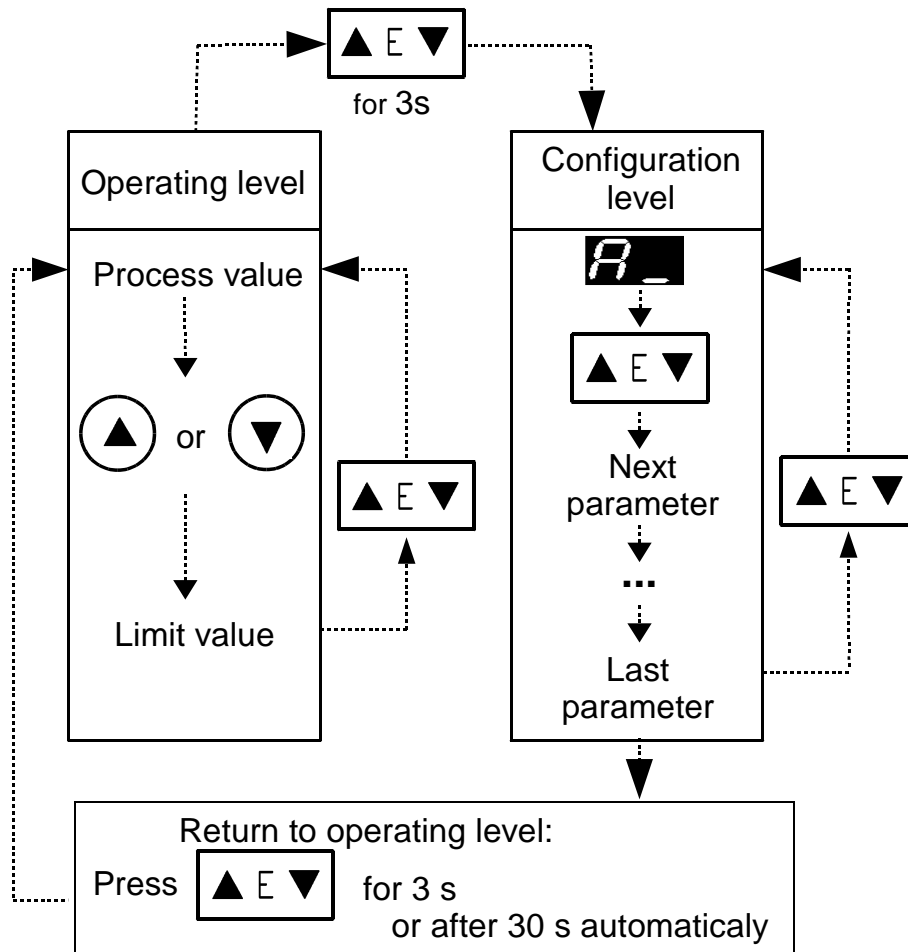 ▲ E ▼
for 3s
Operating level
Process value
▲ or ▼
Limit value
▲ E ▼
Configuration
level
A _
▲ E ▼
Next
parameter
...
Last
parameter
▲ E ▼
Return to operating level:
Press ▲ E ▼ for 3 s
or after 30 s automaticaly